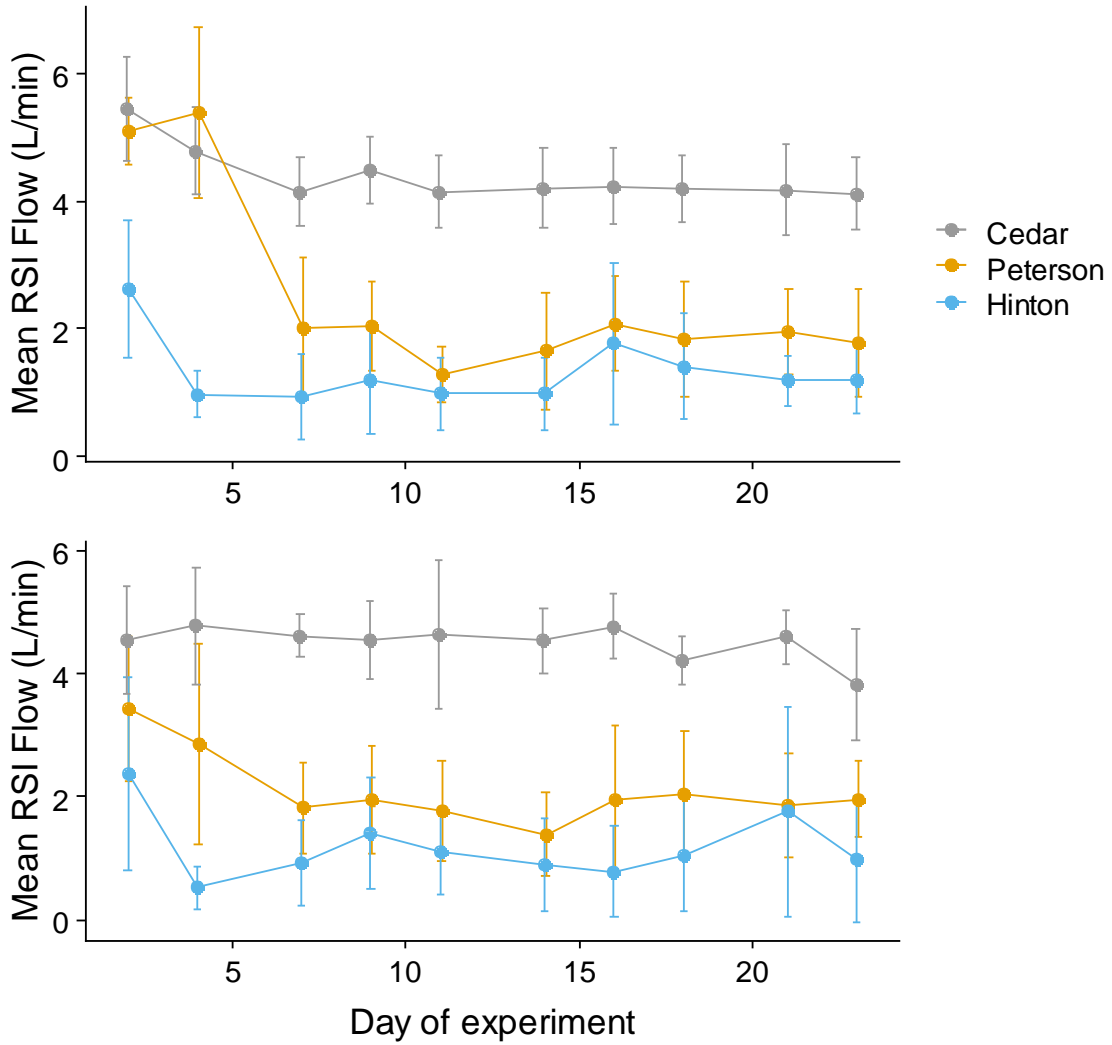 Mean RSI Flow (L/min)
6
4
2
0
5 10 15 20
Cedar
Peterson
Hinton
Mean RSI Flow (L/min)
6
4
2
0
5 10 15 20
Day of experiment